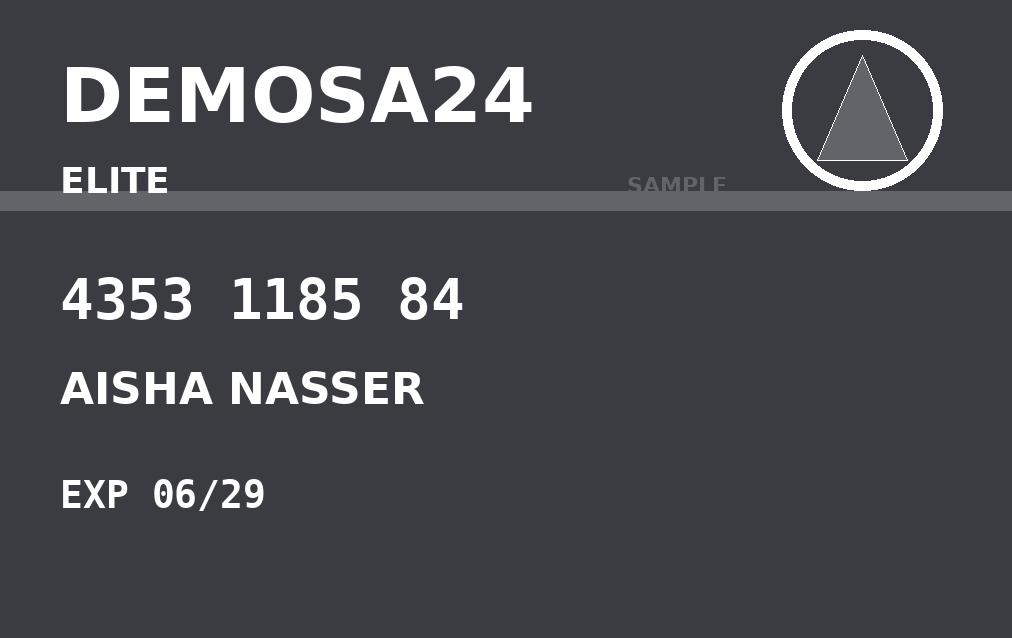 DEMOSA24
ELITE
SAMPLE
4353 1185 84
AISHA NASSER
EXP 06/29